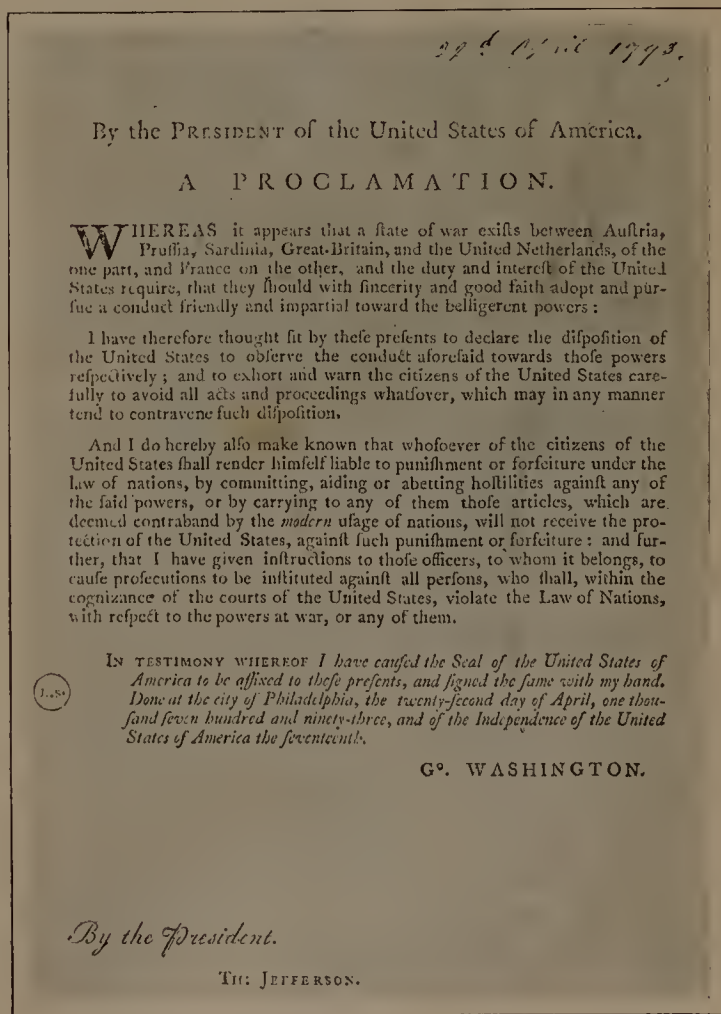 22d April 1793.
By the PRESIDENT of the United States of America.
A PROCLAMATION.
WHEREAS it appears that a ſtate of war exiſts between Auſtria,
Pruſſia, Sardinia, Great-Britain, and the United Netherlands, of the
one part, and France on the other, and the duty and intereſt of the United
States require, that they ſhould with ſincerity and good faith adopt and pur-
ſue a conduct friendly and impartial toward the belligerent powers :
I have therefore thought fit by theſe preſents to declare the diſpoſition of
the United States to obſerve the conduct aforeſaid towards thoſe powers
reſpectively ; and to exhort and warn the citizens of the United States care-
fully to avoid all acts and proceedings whatſover, which may in any manner
tend to contravene ſuch diſpoſition.
And I do hereby alſo make known that whoſoever of the citizens of the
United States ſhall render himſelf liable to puniſhment or forfeiture under the
law of nations, by committing, aiding or abetting hoſtilities againſt any of
the ſaid powers, or by carrying to any of them thoſe articles, which are
deemed contraband by the modern uſage of nations, will not receive the pro-
tection of the United States, againſt ſuch puniſhment or forfeiture : and fur-
ther, that I have given inſtructions to thoſe officers, to whom it belongs, to
cauſe proſecutions to be inſtituted againſt all perſons, who ſhall, within the
cognizance of the courts of the United States, violate the Law of Nations,
with reſpect to the powers at war, or any of them.
IN TESTIMONY WHEREOF I have cauſed the Seal of the United States of
America to be affixed to theſe preſents, and ſigned the ſame with my hand.
Done at the city of Philadelphia, the twenty-ſecond day of April, one thou-
ſand ſeven hundred and ninety-three, and of the Independence of the United
States of America the ſeventeenth.
L.S.
Go. WASHINGTON.
By the President.
TH: JEFFERSON.